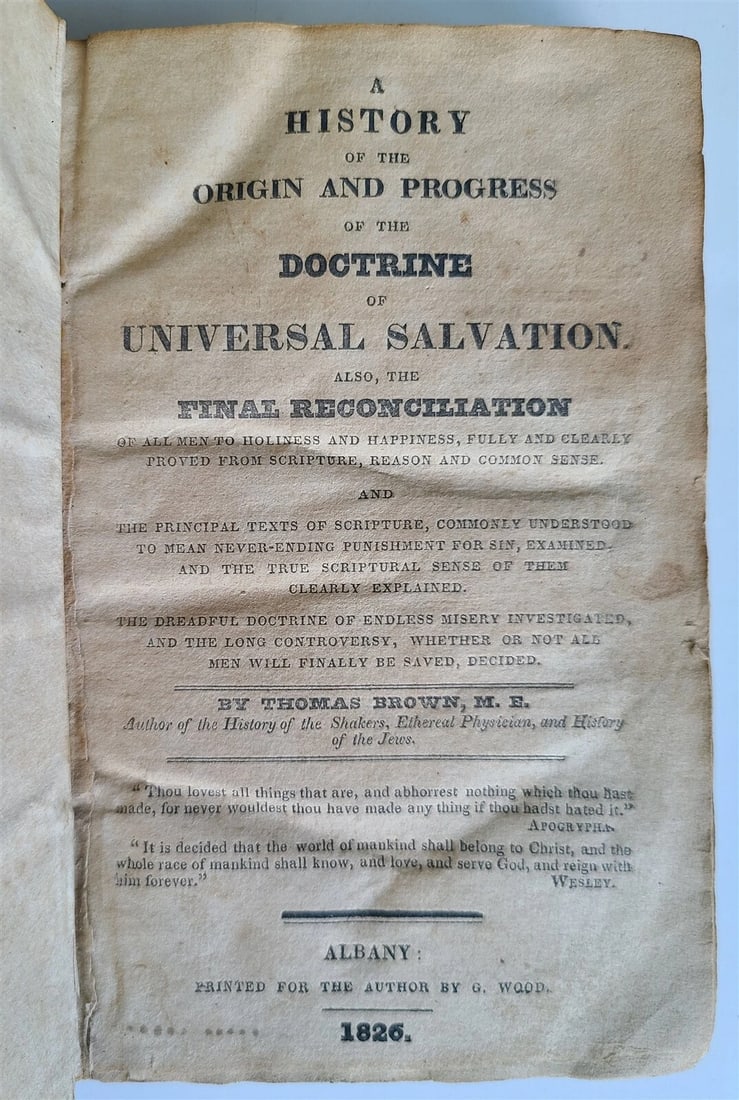 A
HISTORY
OF THE
ORIGIN AND PROGRESS
OF THE
DOCTRINE
OF
UNIVERSAL SALVATION.
ALSO, THE
FINAL RECONCILIATION
OF ALL MEN TO HOLINESS AND HAPPINESS, FULLY AND CLEARLY
PROVED FROM SCRIPTURE, REASON AND COMMON SENSE.
AND
THE PRINCIPAL TEXTS OF SCRIPTURE, COMMONLY UNDERSTOOD
TO MEAN NEVER-ENDING PUNISHMENT FOR SIN, EXAMINED.
AND THE TRUE SCRIPTURAL SENSE OF THEM
CLEARLY EXPLAINED.
THE DREADFUL DOCTRINE OF ENDLESS MISERY INVESTIGATED,
AND THE LONG CONTROVERSY, WHETHER OR NOT ALL
MEN WILL FINALLY BE SAVED, DECIDED.
BY THOMAS BROWN, M. E.
Author of the History of the Shakers, Ethereal Physician, and History
of the Jews.
"Thou lovest all things that are, and abhorrest nothing which thou hast
made, for never wouldest thou have made any thing if thou hadst hated it."
APOCRYPHA.
"It is decided that the world of mankind shall belong to Christ, and the
whole race of mankind shall know, and love, and serve God, and reign with
him forever."
WESLEY.
ALBANY:
PRINTED FOR THE AUTHOR BY G. WOOD.
1826.